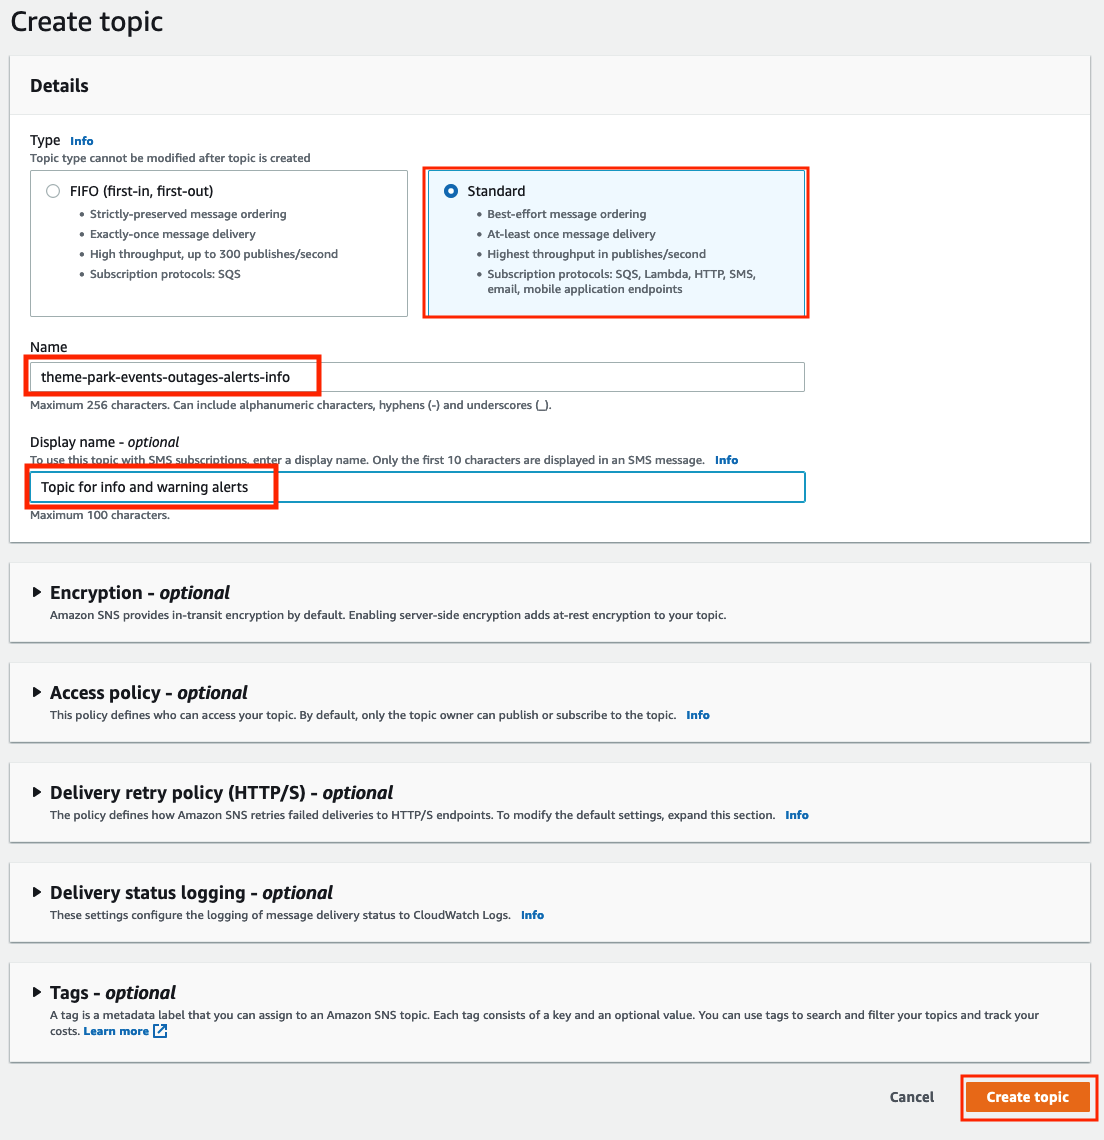 Create topic
Details
Type Info
Topic type cannot be modified after topic is created
FIFO (first-in, first-out)
• Strictly-preserved message ordering
• Exactly-once message delivery
• High throughput, up to 300 publishes/second
• Subscription protocols: SQS
Standard
• Best-effort message ordering
• At-least once message delivery
• Highest throughput in publishes/second
• Subscription protocols: SQS, Lambda, HTTP, SMS,
email, mobile application endpoints
Name
theme-park-events-outages-alerts-info
Maximum 256 characters. Can include alphanumeric characters, hyphens (-) and underscores (_).
Display name - optional
To use this topic with SMS subscriptions, enter a display name. Only the first 10 characters are displayed in an SMS message. Info
Topic for info and warning alerts
Maximum 100 characters.
Encryption - optional
Amazon SNS provides in-transit encryption by default. Enabling server-side encryption adds at-rest encryption to your topic.
Access policy - optional
This policy defines who can access your topic. By default, only the topic owner can publish or subscribe to the topic. Info
Delivery retry policy (HTTP/S) - optional
The policy defines how Amazon SNS retries failed deliveries to HTTP/S endpoints. To modify the default settings, expand this section. Info
Delivery status logging - optional
These settings configure the logging of message delivery status to CloudWatch Logs. Info
Tags - optional
A tag is a metadata label that you can assign to an Amazon SNS topic. Each tag consists of a key and an optional value. You can use tags to search and filter your topics and track your
costs. Learn more
Cancel
Create topic